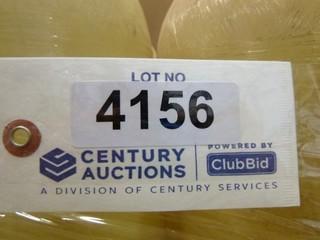 LOT NO
4156
CENTURY AUCTIONS
POWERED BY
ClubBid
A DIVISION OF CENTURY SERVICES